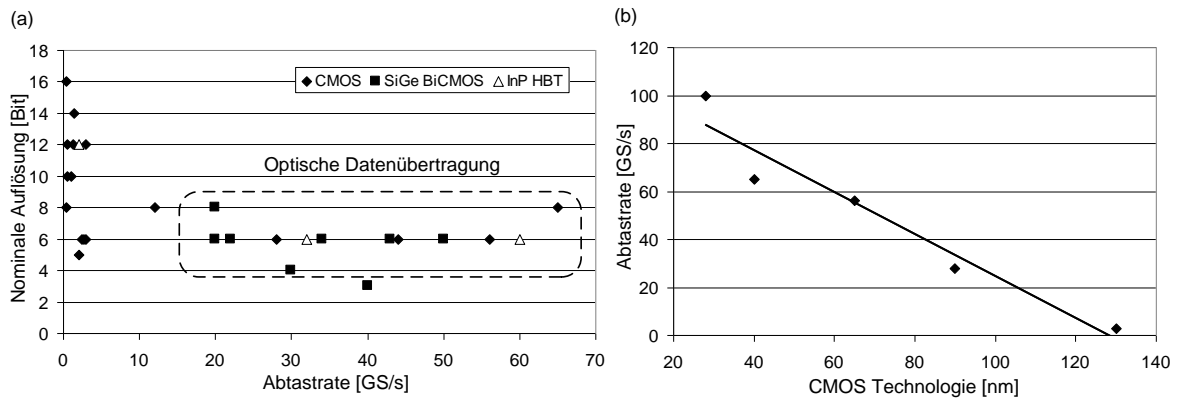 (a)
18
16
14
12
10
8
6
4
2
0
Nominale Auflösung [Bit]
CMOS SiGe BiCMOS InP HBT
Optische Datenübertragung
0 10 20 30 40 50 60 70
Abtastrate [GS/s]
(b)
120
100
80
60
40
20
0
Abtastrate [GS/s]
20 40 60 80 100 120 140
CMOS Technologie [nm]